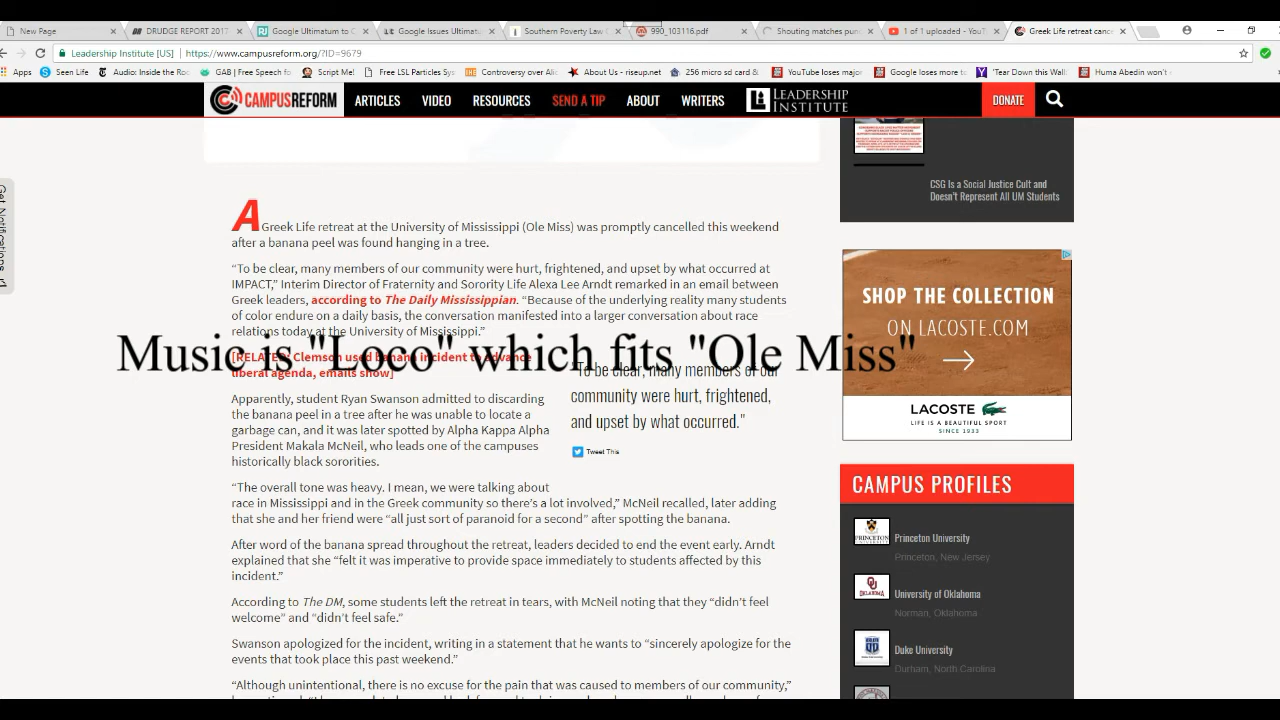 New Page
DRUDGE REPORT 2017
Google Ultimatum to C
Google Issues Ultimatu
Southern Poverty Law C
990_103116.pdf
Shouting matches punc
1 of 1 uploaded - YouT
Greek Life retreat cance
Leadership Institute [US]
https://www.campusreform.org/?ID=9679
Apps
Seen Life
Audio: Inside the Roc
GAB | Free Speech fo
Script Me!
Free LSL Particles Sys
Controversy over Alic
About Us - riseup.net
256 micro sd card &
YouTube loses major
Google loses more to
'Tear Down this Wall
Huma Abedin won't
CAMPUSREFORM
ARTICLES
VIDEO
RESOURCES
SEND A TIP
ABOUT
WRITERS
LEADERSHIP
INSTITUTE
DONATE
CSG Is a Social Justice Cult and
Doesn't Represent All UM Students
Get Notifications!
A Greek Life retreat at the University of Mississippi (Ole Miss) was promptly cancelled this weekend
after a banana peel was found hanging in a tree.
“To be clear, many members of our community were hurt, frightened, and upset by what occurred at
IMPACT,” Interim Director of Fraternity and Sorority Life Alexa Lee Arndt remarked in an email between
Greek leaders, according to The Daily Mississippian. “Because of the underlying reality many students
of color endure on a daily basis, the conversation manifested into a larger conversation about race
relations today at the University of Mississippi.”
Music is "Loco" which fits "Ole Miss"
[RELATED: Clemson used banana incident to advance
liberal agenda, emails show]
"To be clear, many members of our
community were hurt, frightened,
and upset by what occurred."
Tweet This
Apparently, student Ryan Swanson admitted to discarding
the banana peel in a tree after he was unable to locate a
garbage can, and it was later spotted by Alpha Kappa Alpha
President Makala McNeil, who leads one of the campuses
historically black sororities.
“The overall tone was heavy. I mean, we were talking about
race in Mississippi and in the Greek community so there’s a lot involved,” McNeil recalled, later adding
that she and her friend were “all just sort of paranoid for a second” after spotting the banana.
After word of the banana spread throughout the retreat, leaders decided to end the event early. Arndt
explained that she “felt it was imperative to provide space immediately to students affected by this
incident.”
According to The DM, some students left the retreat in tears, with McNeil noting that they “didn’t feel
welcome” and “didn’t feel safe.“
Swanson apologized for the incident, writing in a statement that he wants to “sincerely apologize for the
events that took place this past weekend.”
“Although unintentional, there is no excuse for the pain that was caused to members of our community,”
SHOP THE COLLECTION
ON LACOSTE.COM
LACOSTE
LIFE IS A BEAUTIFUL SPORT
SINCE 1933
CAMPUS PROFILES
PRINCETON
UNIVERSITY
Princeton University
Princeton, New Jersey
OKLAHOMA
University of Oklahoma
Norman, Oklahoma
Duke University
Durham, North Carolina